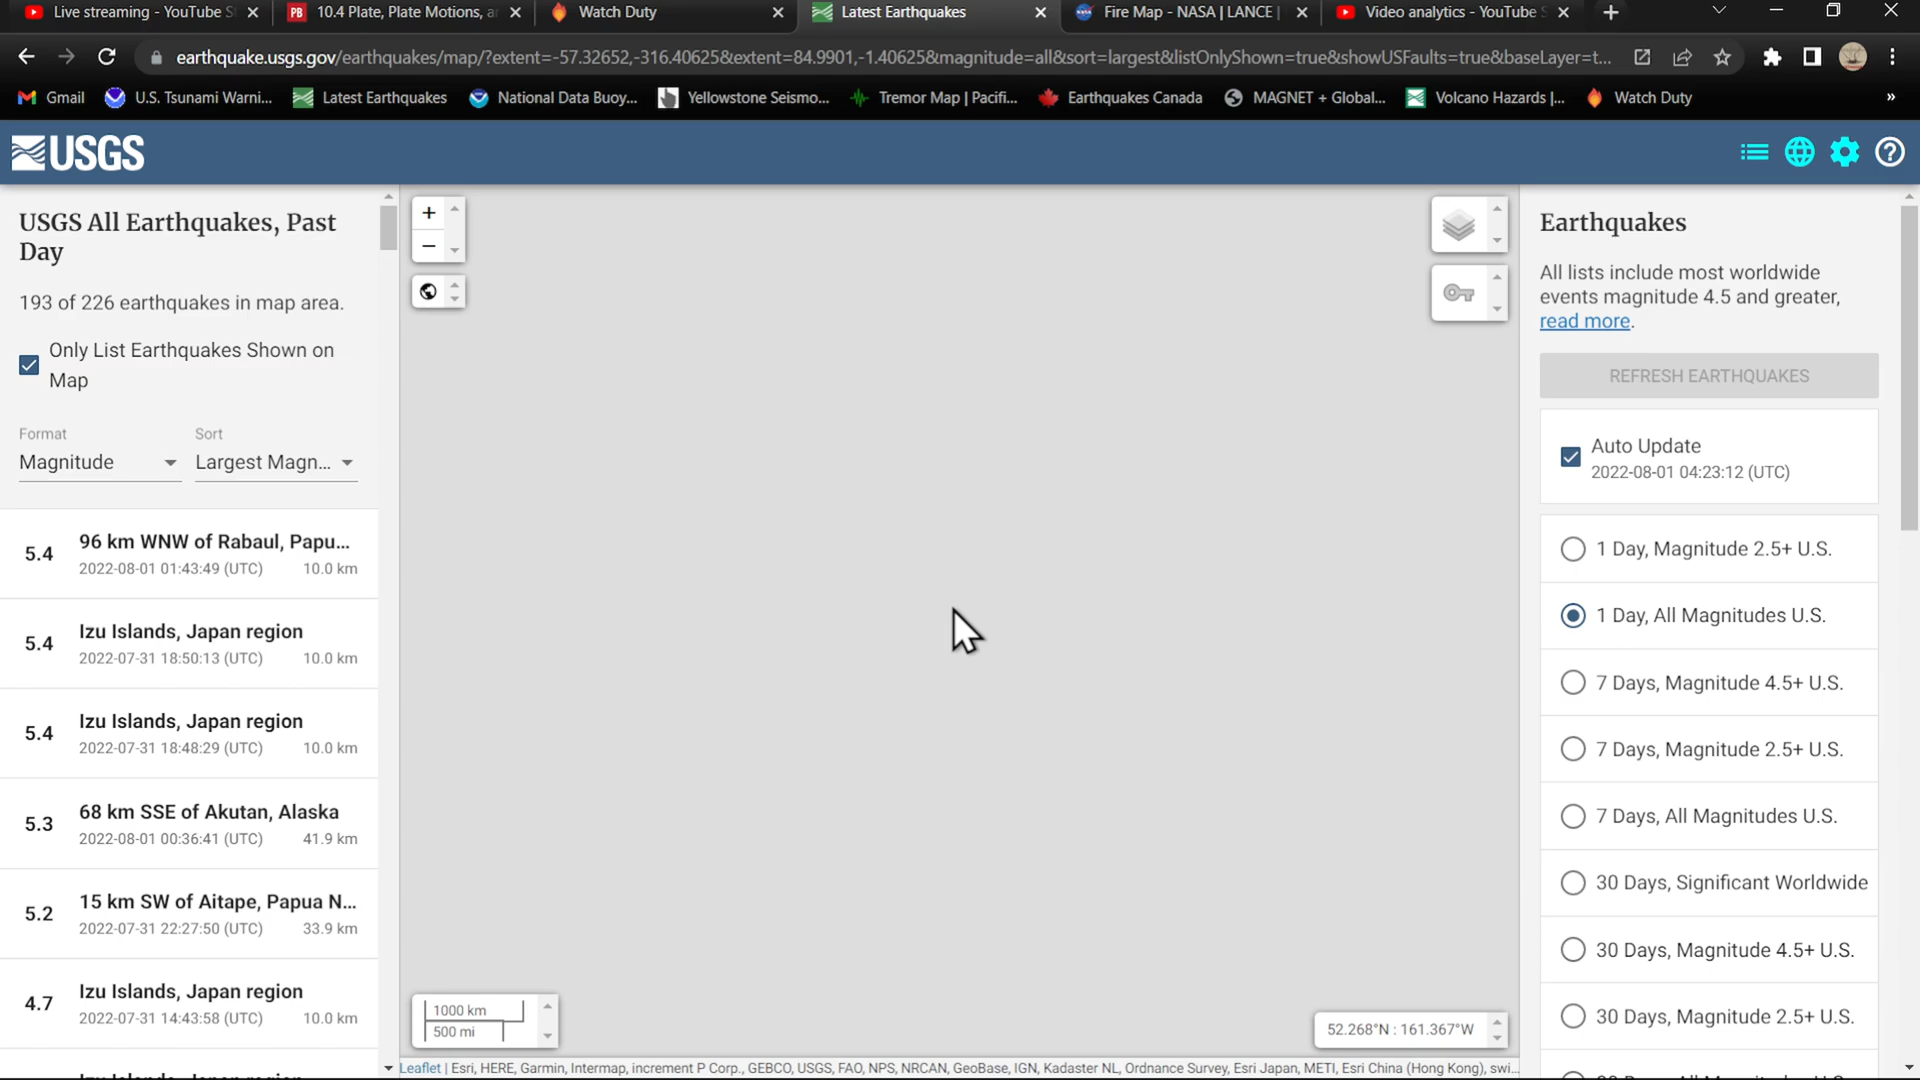 Live streaming - YouTube S
PB 10.4 Plate, Plate Motions, a
Watch Duty
Latest Earthquakes
Fire Map - NASA | LANCE |
Video analytics - YouTube S
earthquake.usgs.gov/earthquakes/map/?extent=-57.32652,-316.40625&extent=84.9901,-1.40625&magnitude=all&sort=largest&listOnlyShown=true&showUSFaults=true&baseLayer=t...
Gmail
U.S. Tsunami Warni...
Latest Earthquakes
National Data Buoy...
Yellowstone Seismo...
Tremor Map | Pacifi...
Earthquakes Canada
MAGNET + Global...
Volcano Hazards |...
Watch Duty
»
USGS
USGS All Earthquakes, Past
Day
193 of 226 earthquakes in map area.
Only List Earthquakes Shown on
Map
Format Sort
Magnitude Largest Magn...
5.4 96 km WNW of Rabaul, Papu...
2022-08-01 01:43:49 (UTC) 10.0 km
5.4 Izu Islands, Japan region
2022-07-31 18:50:13 (UTC) 10.0 km
5.4 Izu Islands, Japan region
2022-07-31 18:48:29 (UTC) 10.0 km
5.3 68 km SSE of Akutan, Alaska
2022-08-01 00:36:41 (UTC) 41.9 km
5.2 15 km SW of Aitape, Papua N...
2022-07-31 22:27:50 (UTC) 33.9 km
4.7 Izu Islands, Japan region
2022-07-31 14:43:58 (UTC) 10.0 km
+
−
1000 km
500 mi
52.268°N : 161.367°W
Leaflet | Esri, HERE, Garmin, Intermap, increment P Corp., GEBCO, USGS, FAO, NPS, NRCAN, GeoBase, IGN, Kadaster NL, Ordnance Survey, Esri Japan, METI, Esri China (Hong Kong), swi...
Earthquakes
All lists include most worldwide
events magnitude 4.5 and greater,
read more.
REFRESH EARTHQUAKES
Auto Update
2022-08-01 04:23:12 (UTC)
1 Day, Magnitude 2.5+ U.S.
1 Day, All Magnitudes U.S.
7 Days, Magnitude 4.5+ U.S.
7 Days, Magnitude 2.5+ U.S.
7 Days, All Magnitudes U.S.
30 Days, Significant Worldwide
30 Days, Magnitude 4.5+ U.S.
30 Days, Magnitude 2.5+ U.S.